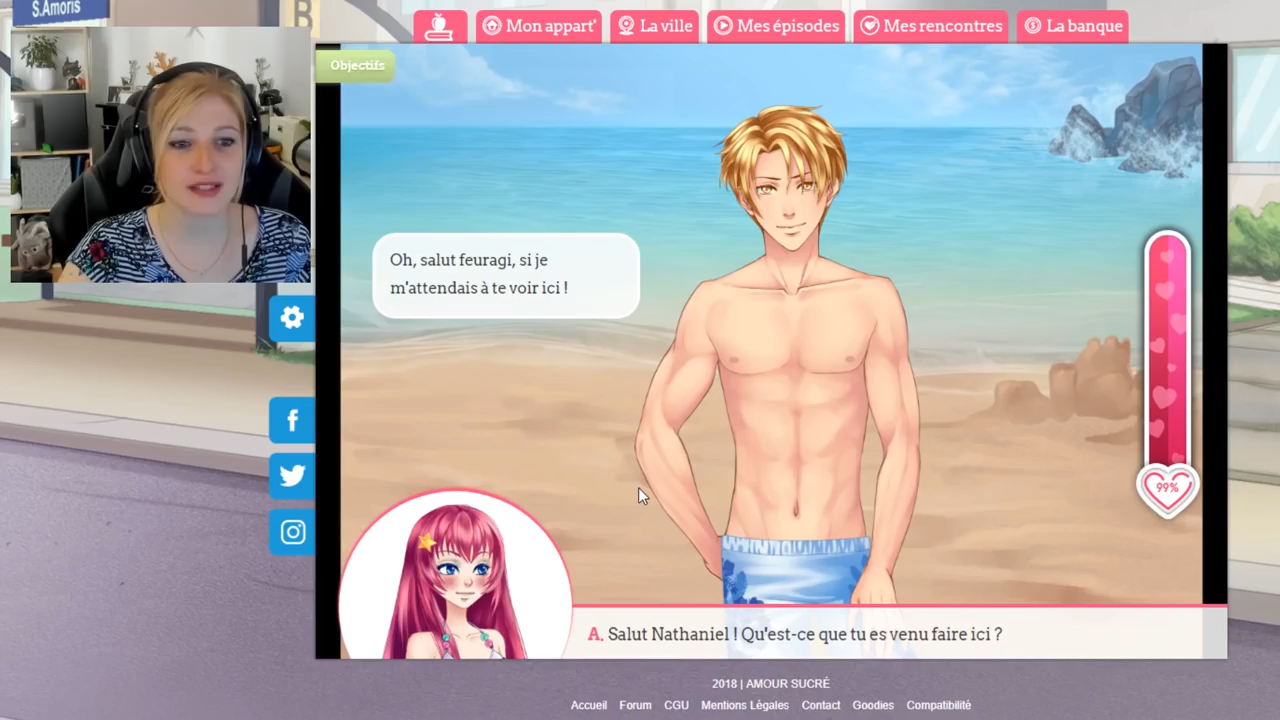 S.Amoris
B
Mon appart'
La ville
Mes épisodes
Mes rencontres
La banque
Objectifs
Oh, salut feuragi, si je
m'attendais à te voir ici !
99%
A. Salut Nathaniel ! Qu'est-ce que tu es venu faire ici ?
2018 | AMOUR SUCRÉ
Accueil Forum CGU Mentions Légales Contact Goodies Compatibilité